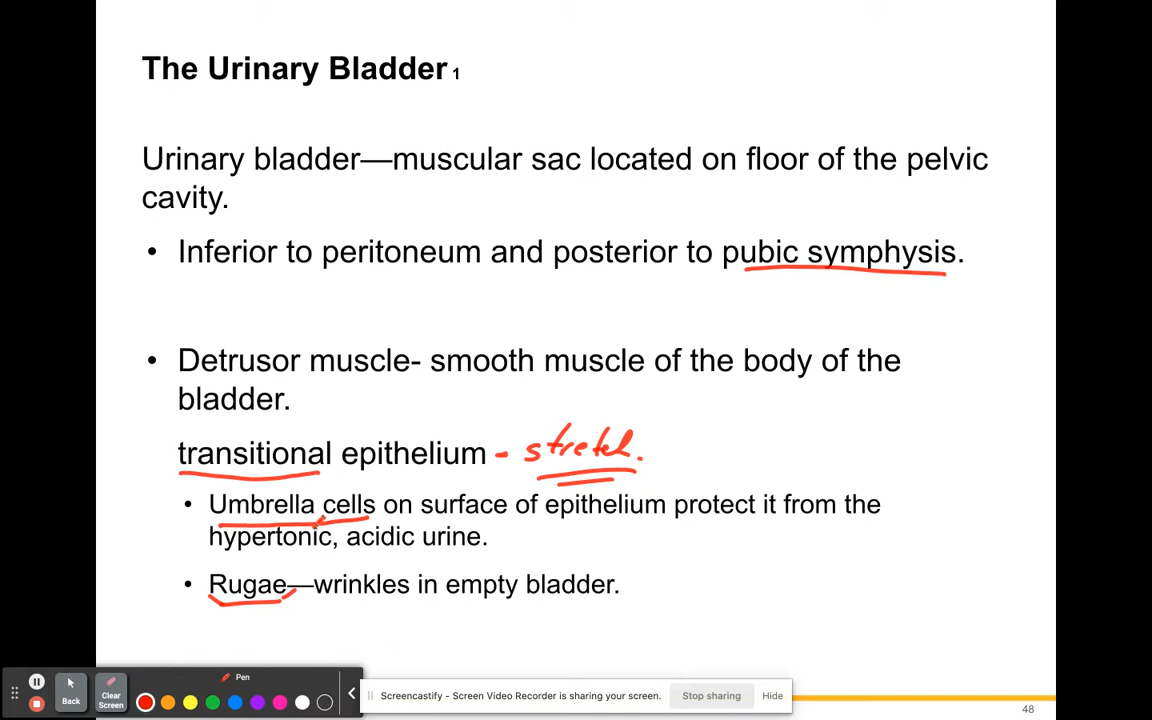 The Urinary Bladder 1
Urinary bladder—muscular sac located on floor of the pelvic
cavity.
• Inferior to peritoneum and posterior to pubic symphysis.
• Detrusor muscle- smooth muscle of the body of the
bladder.
transitional epithelium - stretch.
• Umbrella cells on surface of epithelium protect it from the
hypertonic, acidic urine.
• Rugae—wrinkles in empty bladder.
Pen
Back
Clear
Screen
Screencastify - Screen Video Recorder is sharing your screen.
Stop sharing
Hide
48